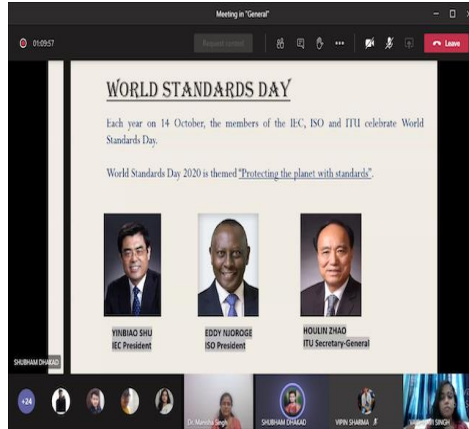 Meeting in "General"
01:09:57
Request control
Leave
WORLD STANDARDS DAY
Each year on 14 October, the members of the IEC, ISO and ITU celebrate World
Standards Day.
World Standards Day 2020 is themed "Protecting the planet with standards".
YINBIAO SHU
IEC President
EDDY NJOROGE
ISO President
HOULIN ZHAO
ITU Secretary-General
SHUBHAM DHAKAD
+24
Dr. Manisha Singh
SHUBHAM DHAKAD
VIPIN SHARMA
SINGH